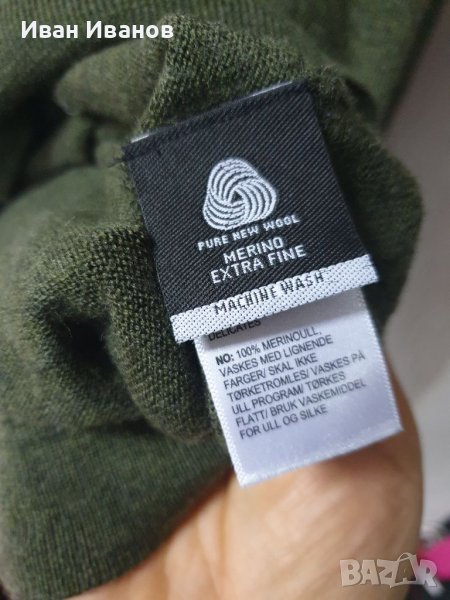 Иван Иванов
PURE NEW WOOL
MERINO
EXTRA FINE
MACHINE WASH
DELICATES
NO: 100% MERINOULL.
VASKES MED LIGNENDE
FARGER/ SKAL IKKE
TØRKETROMLES/ VASKES PÅ
ULL PROGRAM/ TØRKES
FLATT/ BRUK VASKEMIDDEL
FOR ULL OG SILKE
BAZAR